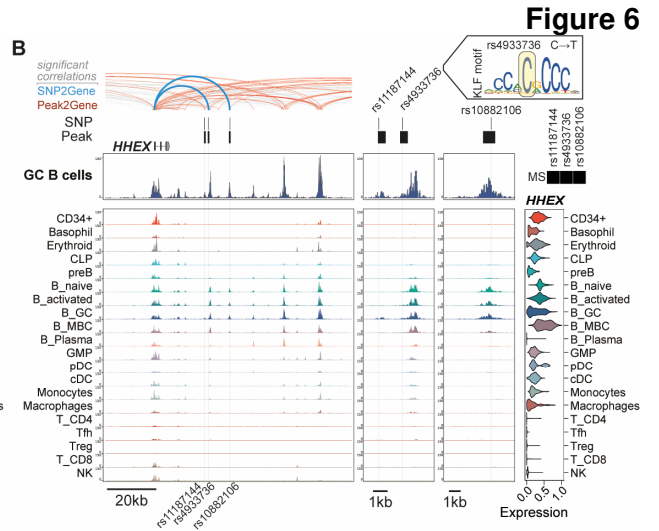 Figure 6
B
significant
correlations
SNP2Gene
Peak2Gene
rs4933736 C→T
KLF motif
rs11187144
rs4933736
rs10882106
SNP
Peak
HHEX
rs11187144
rs4933736
rs10882106
MS
GC B cells
HHEX
CD34+
Basophil
Erythroid
CLP
preB
B_naive
B_activated
B_GC
B_MBC
B_Plasma
GMP
pDC
cDC
Monocytes
Macrophages
T_CD4
Tfh
Treg
T_CD8
NK
CD34+
Basophil
Erythroid
CLP
preB
B_naive
B_activated
B_GC
B_MBC
B_Plasma
GMP
pDC
cDC
Monocytes
Macrophages
T_CD4
Tfh
Treg
T_CD8
NK
20kb
rs11187144
rs4933736
rs10882106
1kb
1kb
0.0 0.5 1.0
Expression